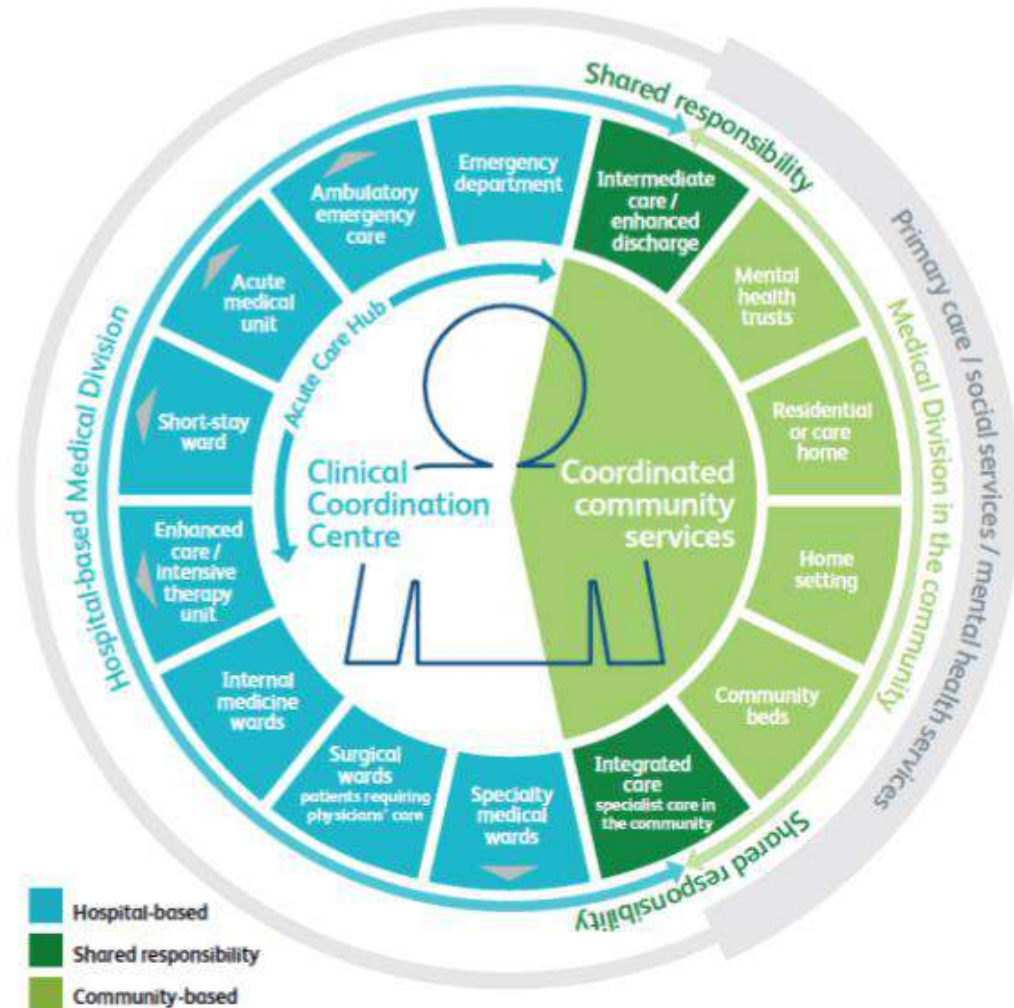 Shared responsibility
Primary care / social services / mental health services
Medical Division in the community
Hospital-based Medical Division
Acute Care Hub
Emergency
department
Intermediate
care /
enhanced
discharge
Mental
health
trusts
Residential
or care
home
Home
setting
Community
beds
Integrated
care
specialist care in
the community
Specialty
medical
wards
Surgical
wards
patients requiring
physicians' care
Internal
medicine
wards
Enhanced
care /
intensive
therapy
unit
Short-stay
ward
Acute
medical
unit
Ambulatory
emergency
care
Clinical
Coordination
Centre
Coordinated
community
services
Shared responsibility
Hospital-based
Shared responsibility
Community-based